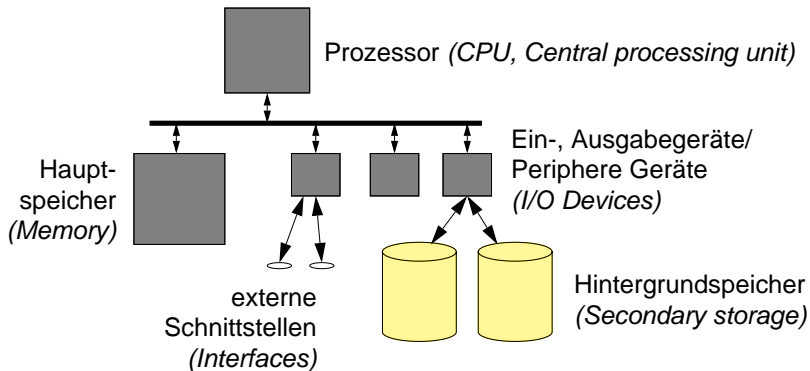 Prozessor (CPU, Central processing unit)
Haupt-
speicher
(Memory)
Ein-, Ausgabegeräte/
Periphere Geräte
(I/O Devices)
externe
Schnittstellen
(Interfaces)
Hintergrundspeicher
(Secondary storage)